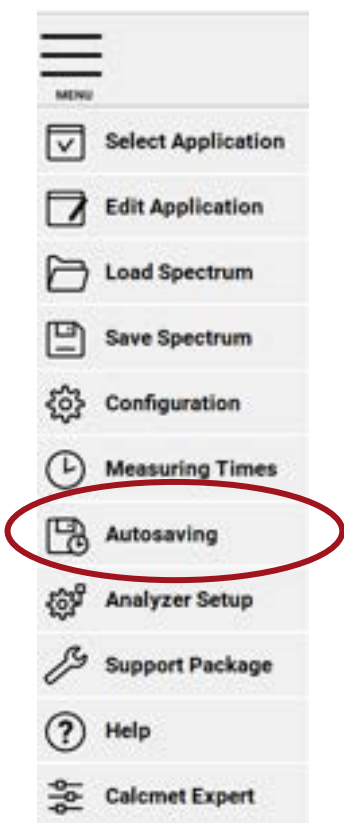 MENU
Select Application
Edit Application
Load Spectrum
Save Spectrum
Configuration
Measuring Times
Autosaving
Analyzer Setup
Support Package
Help
Calcmet Expert